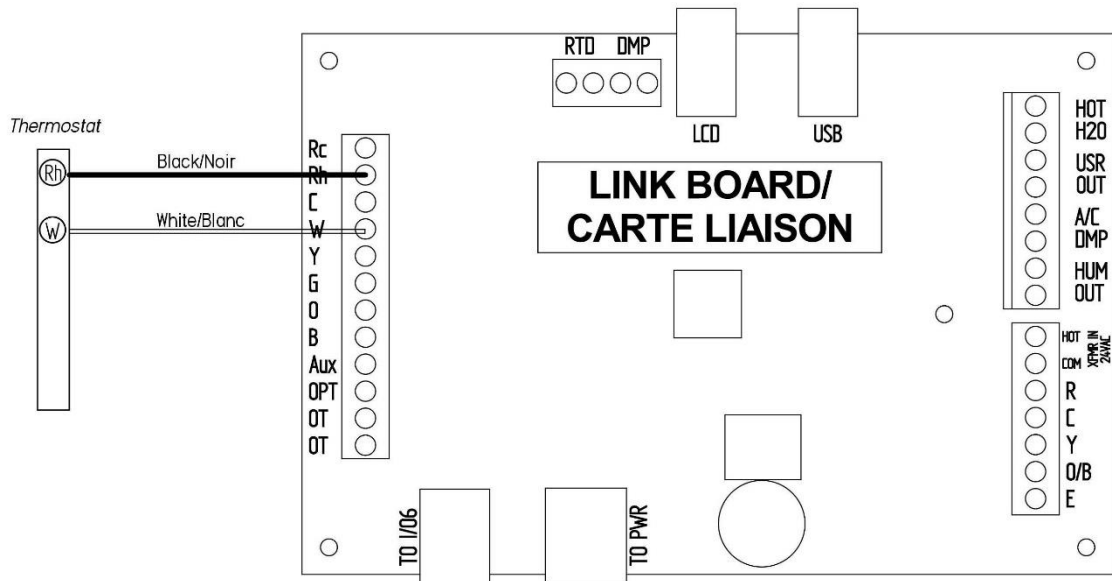 RTD DMP
LCD
USB
Thermostat
Rh
W
Black/Noir
White/Blanc
Rc
Rh
C
W
Y
G
O
B
Aux
OPT
OT
OT
LINK BOARD/
CARTE LIAISON
HOT
H20
USR
OUT
A/C
DMP
HUM
OUT
HOT
COM
XFMR IN
24VAC
R
C
Y
O/B
E
TO I/O6
TO PWR